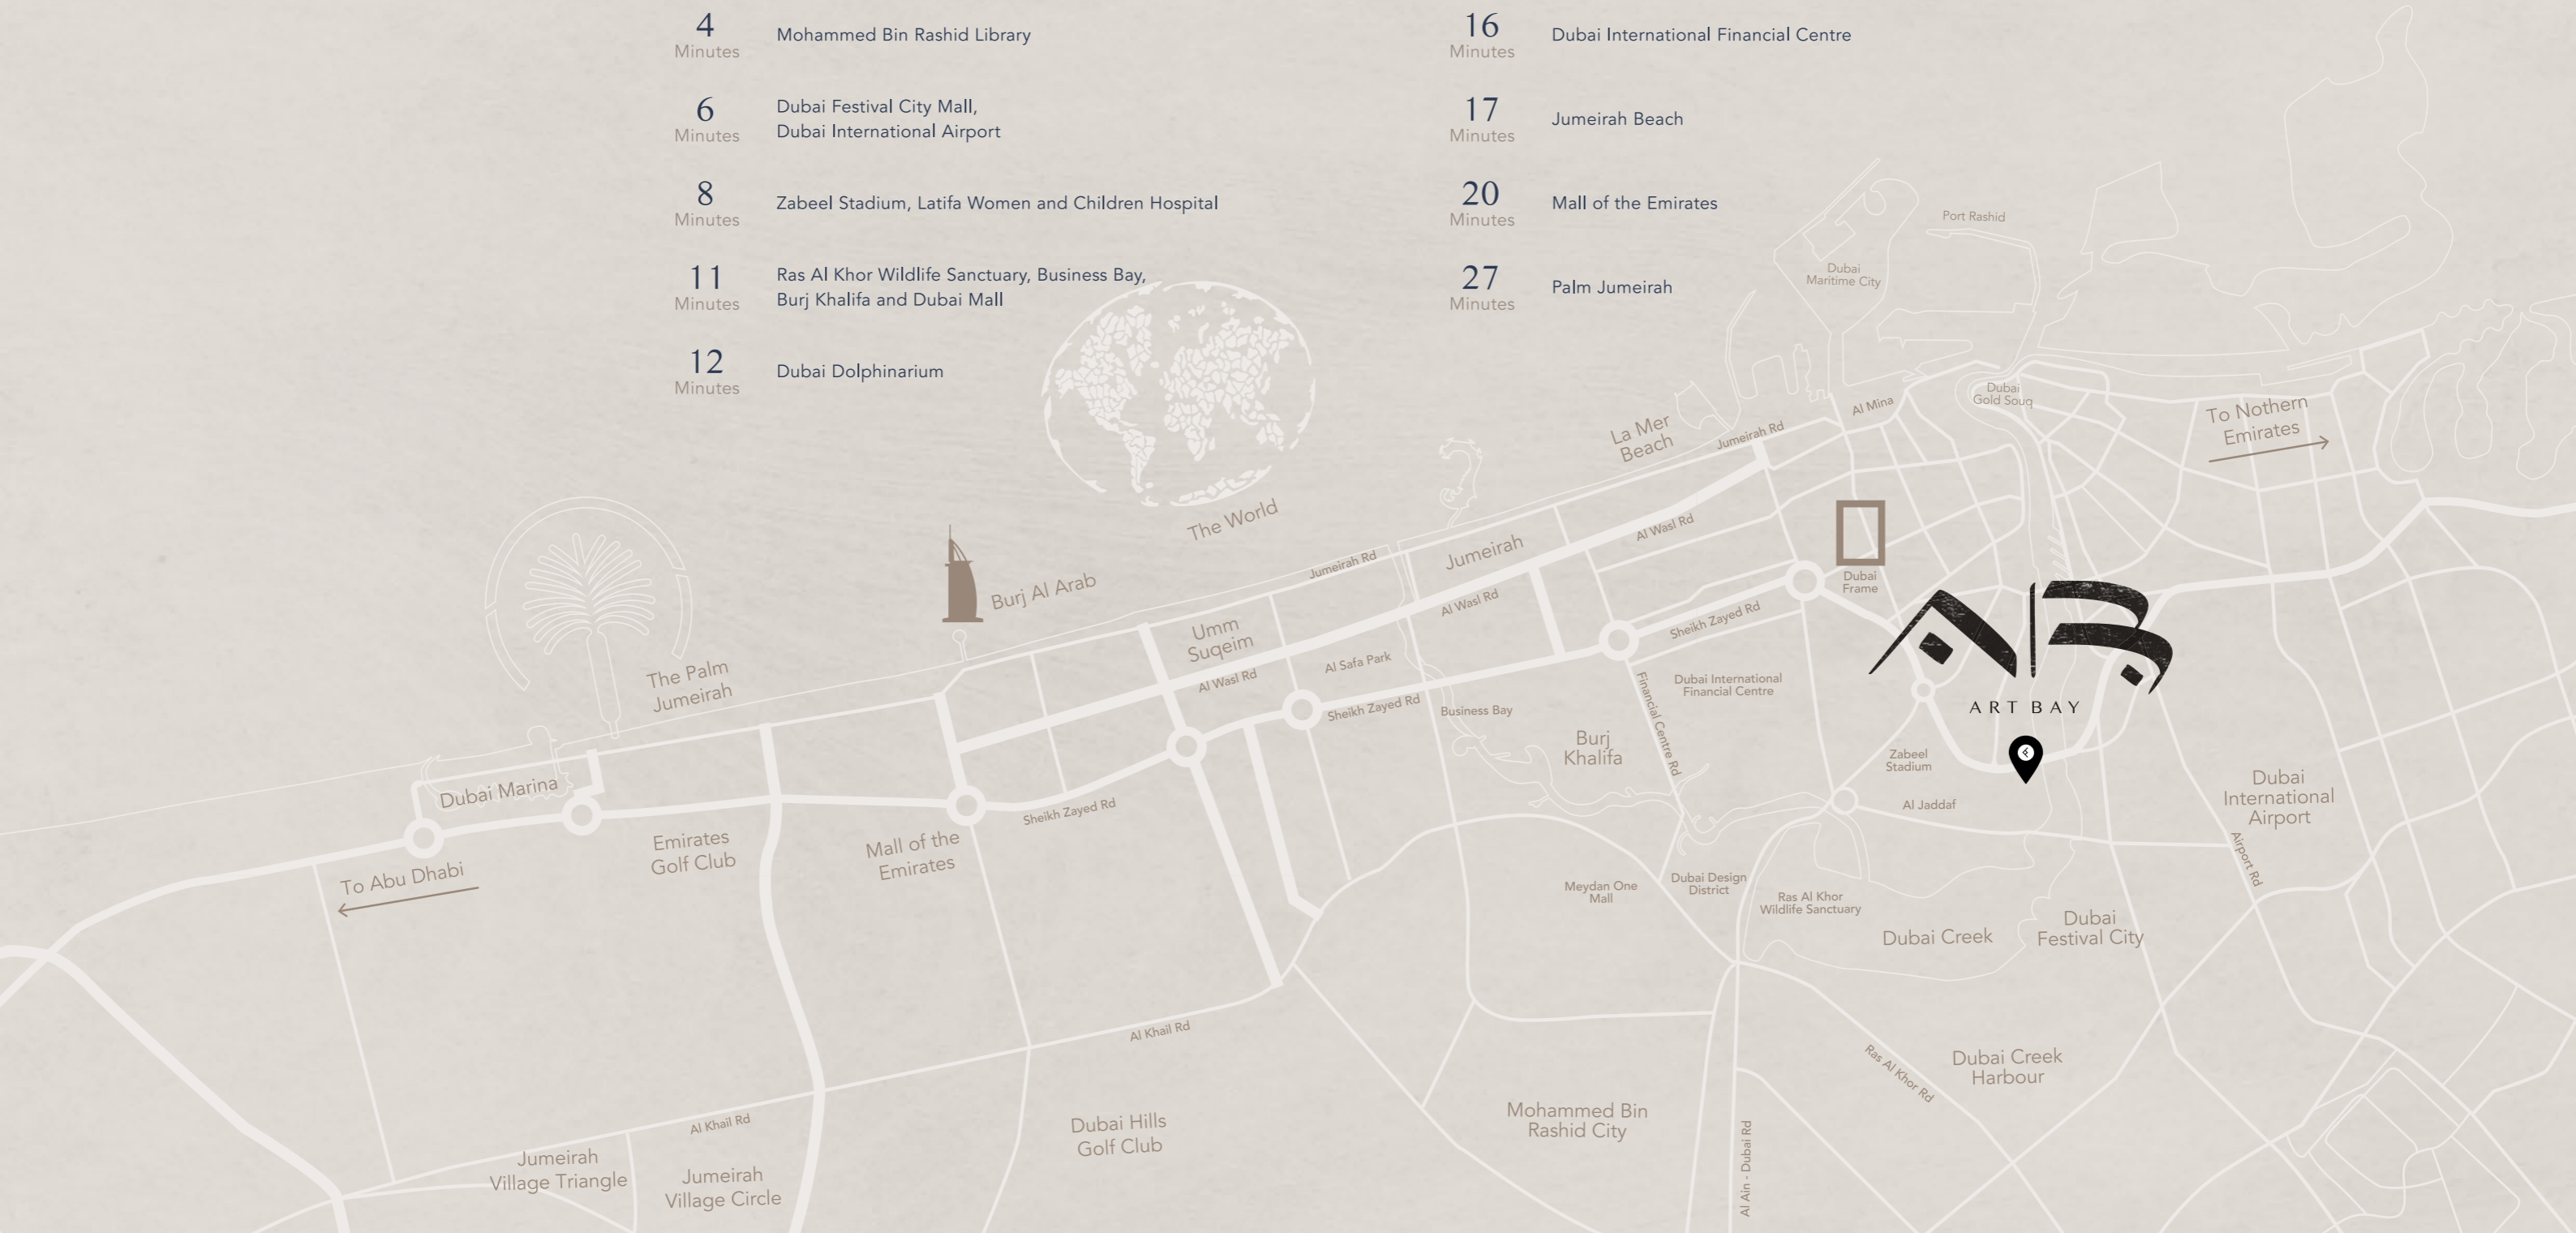 4
Minutes
Mohammed Bin Rashid Library
6
Minutes
Dubai Festival City Mall,
Dubai International Airport
8
Minutes
Zabeel Stadium, Latifa Women and Children Hospital
11
Minutes
Ras Al Khor Wildlife Sanctuary, Business Bay,
Burj Khalifa and Dubai Mall
12
Minutes
Dubai Dolphinarium
16
Minutes
Dubai International Financial Centre
17
Minutes
Jumeirah Beach
20
Minutes
Mall of the Emirates
27
Minutes
Palm Jumeirah
Port Rashid
Dubai
Maritime City
Dubai
Gold Souq
To Nothern
Emirates
Al Mina
La Mer
Beach
Jumeirah Rd
The World
Al Wasl Rd
Jumeirah
Jumeirah Rd
Dubai
Frame
Burj Al Arab
Al Wasl Rd
Sheikh Zayed Rd
Umm
Suqeim
Al Safa Park
Al Wasl Rd
The Palm
Jumeirah
Dubai International
Financial Centre
Financial Centre Rd
Sheikh Zayed Rd
Business Bay
AB
ART BAY
Burj
Khalifa
Zabeel
Stadium
Al Jaddaf
Dubai
International
Airport
Airport Rd
Dubai Marina
Sheikh Zayed Rd
Emirates
Golf Club
Mall of the
Emirates
To Abu Dhabi
Meydan One
Mall
Dubai Design
District
Ras Al Khor
Wildlife Sanctuary
Dubai Creek
Dubai
Festival City
Al Khail Rd
Ras Al Khor Rd
Dubai Creek
Harbour
Al Khail Rd
Dubai Hills
Golf Club
Mohammed Bin
Rashid City
Al Ain - Dubai Rd
Jumeirah
Village Triangle
Jumeirah
Village Circle